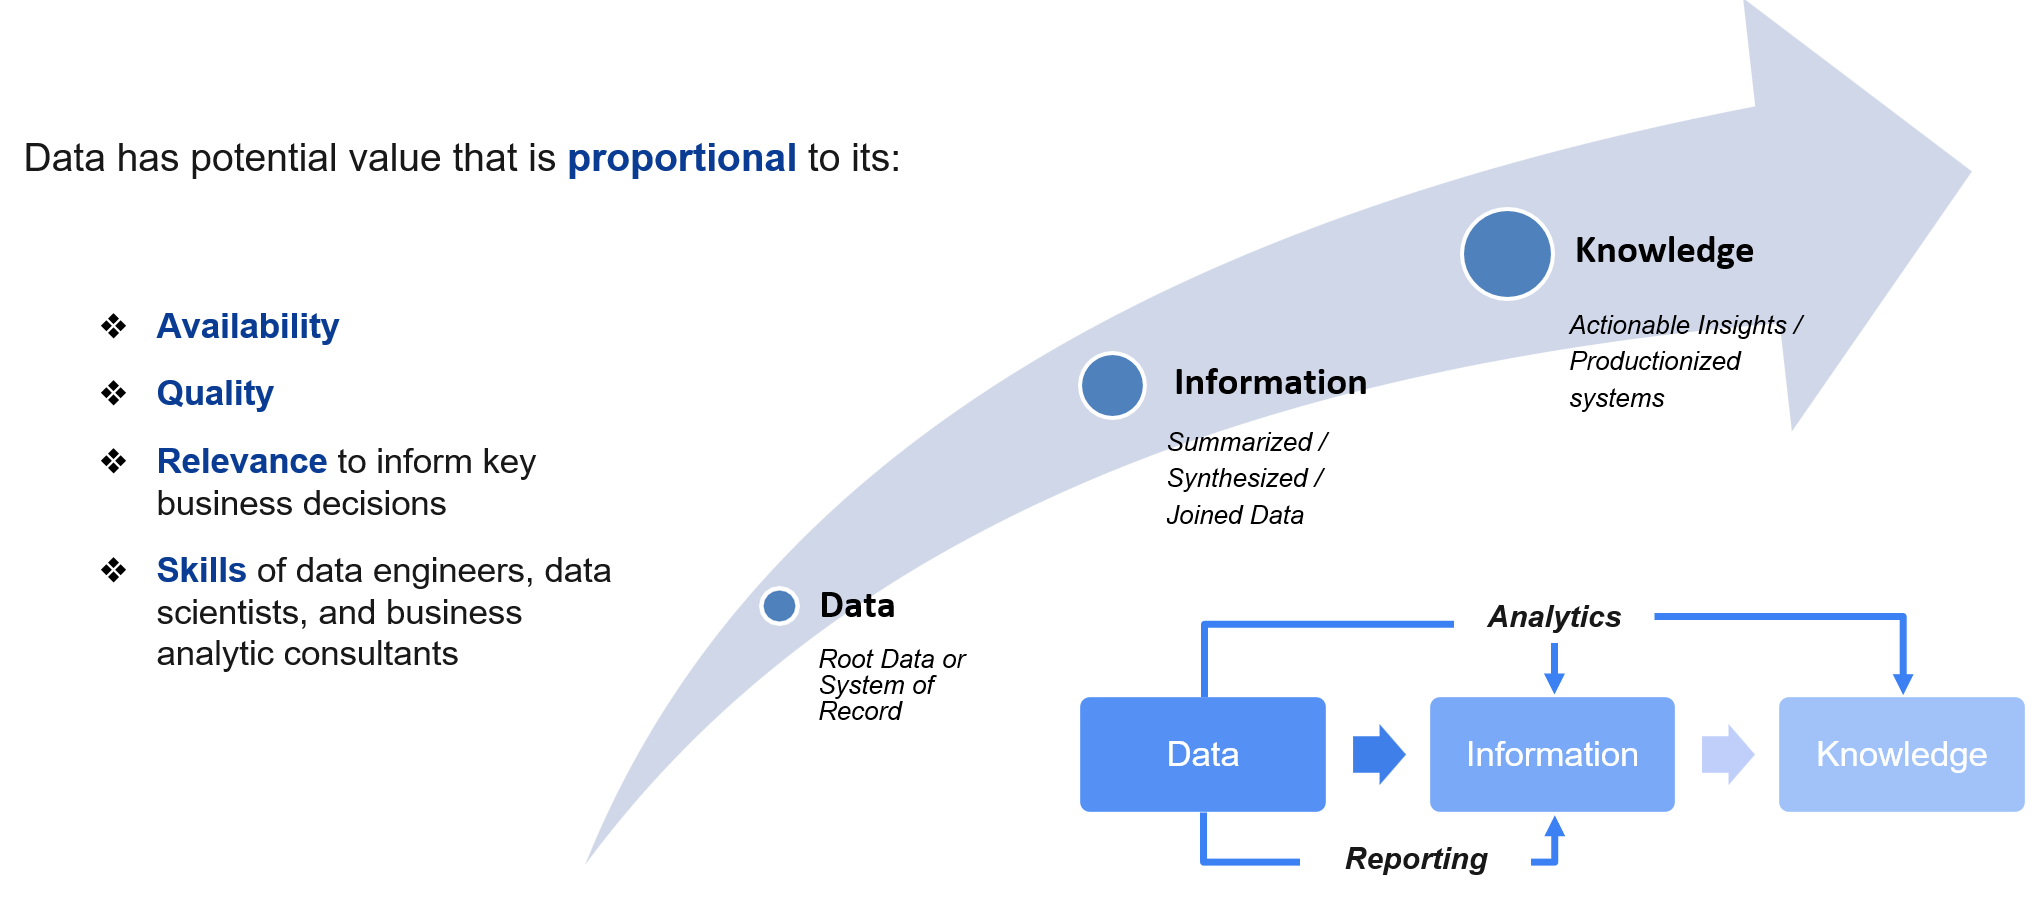 Data has potential value that is proportional to its:
❖ Availability
❖ Quality
❖ Relevance to inform key
business decisions
❖ Skills of data engineers, data
scientists, and business
analytic consultants
Knowledge
Actionable Insights /
Productionized
systems
Information
Summarized /
Synthesized /
Joined Data
Data
Root Data or
System of
Record
Analytics
Data
Information
Knowledge
Reporting